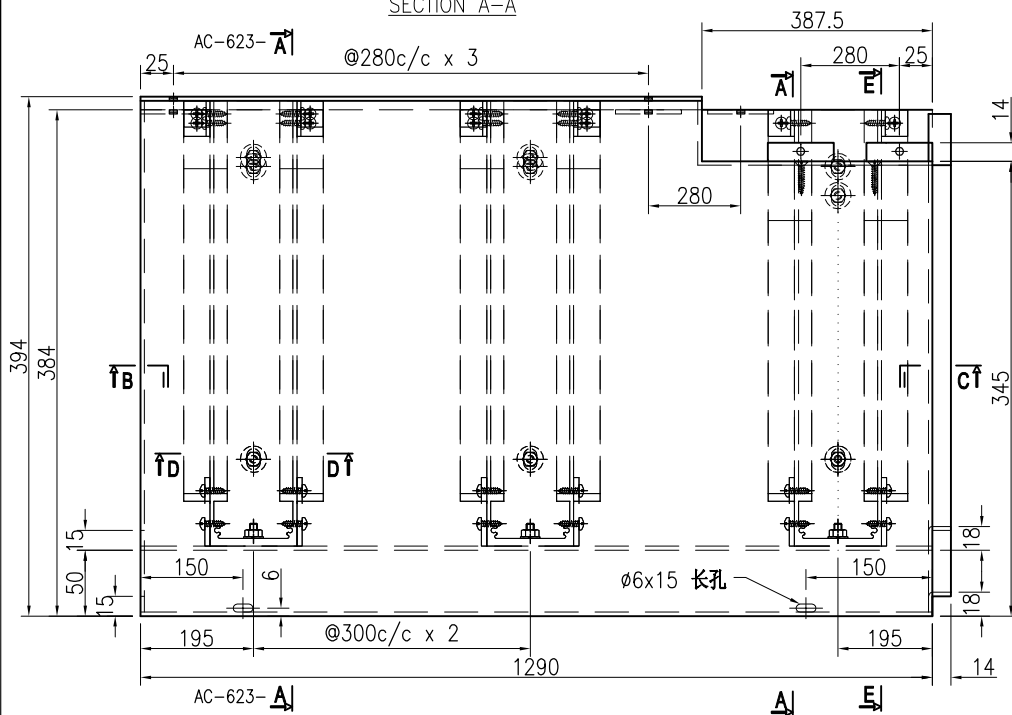 SECTION A-A
387.5
AC-623- A
@280c/c x 3
25
A
280
E
25
14
280
394
384
B
C
345
D
D
15
50
15
150
6
Ø6x15 长孔
150
18
18
195
@300c/c x 2
195
1290
14
AC-623- A
A
E